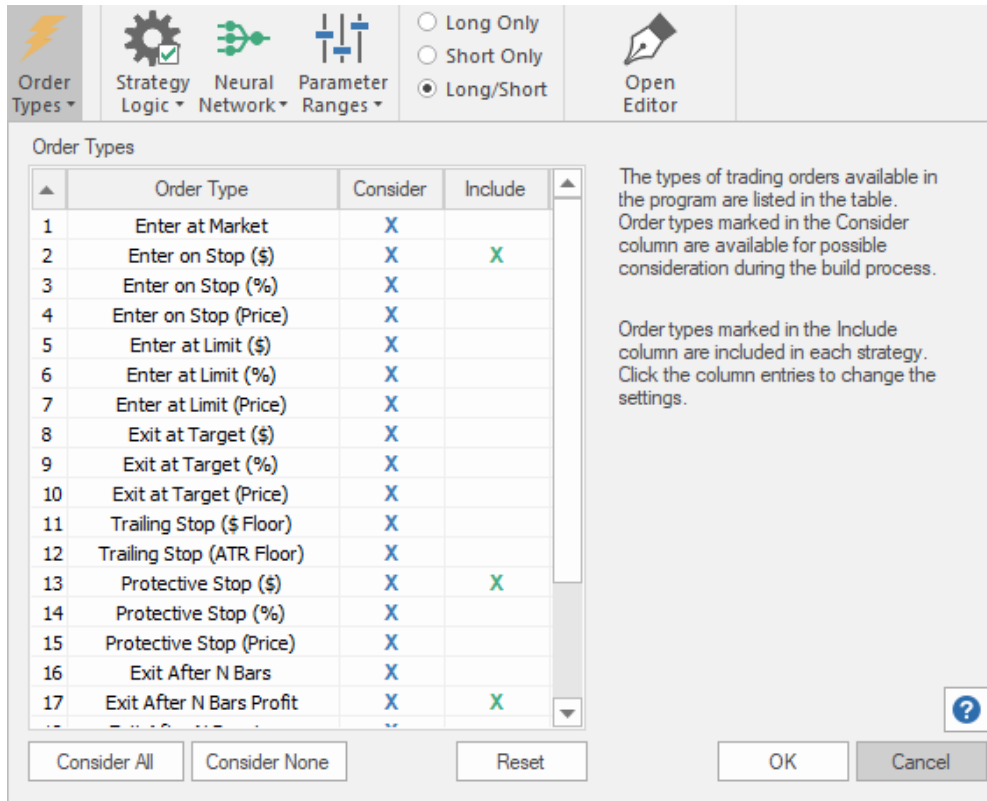 Order Types
Strategy Logic
Neural Network
Parameter Ranges
Long Only
Short Only
Long/Short
Open Editor
Order Types
Order Type Consider Include
1 Enter at Market X
2 Enter on Stop ($) X X
3 Enter on Stop (%) X
4 Enter on Stop (Price) X
5 Enter at Limit ($) X
6 Enter at Limit (%) X
7 Enter at Limit (Price) X
8 Exit at Target ($) X
9 Exit at Target (%) X
10 Exit at Target (Price) X
11 Trailing Stop ($ Floor) X
12 Trailing Stop (ATR Floor) X
13 Protective Stop ($) X X
14 Protective Stop (%) X
15 Protective Stop (Price) X
16 Exit After N Bars X
17 Exit After N Bars Profit X X
The types of trading orders available in
the program are listed in the table.
Order types marked in the Consider
column are available for possible
consideration during the build process.
Order types marked in the Include
column are included in each strategy.
Click the column entries to change the
settings.
?
Consider All
Consider None
Reset
OK
Cancel